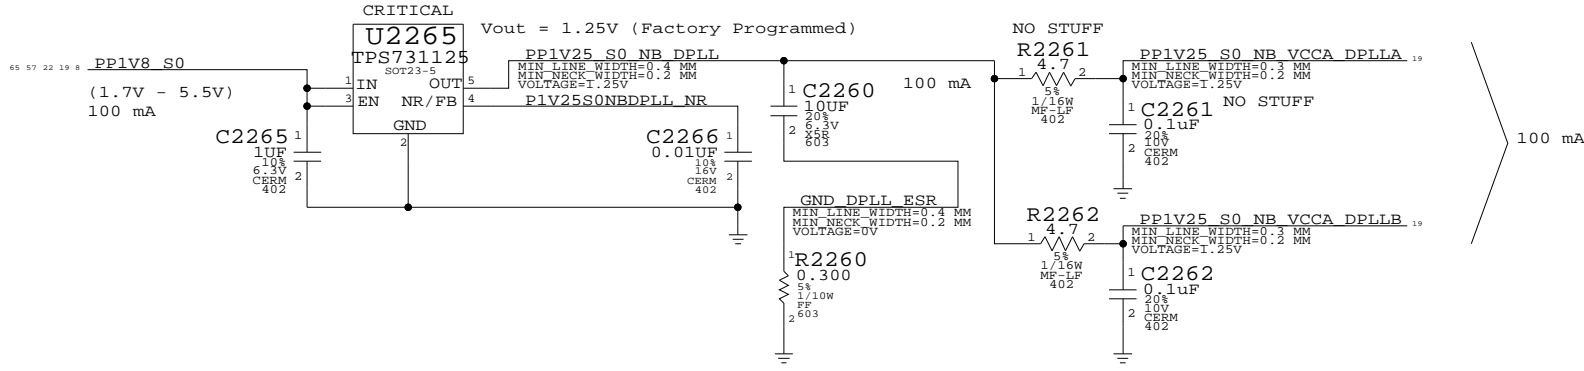 CRITICAL
U2265
TPS731125
SOT23-5
Vout = 1.25V (Factory Programmed)
65 57 22 19 8 PP1V8_S0
(1.7V - 5.5V)
100 mA
1 IN
3 EN
OUT 5
NR/FB 4
GND
2
PP1V25_S0_NB_DPLL
MIN_LINE_WIDTH=0.4 MM
MIN_NECK_WIDTH=0.2 MM
VOLTAGE=1.25V
P1V25S0NBDPLL_NR
C2265 1
1UF
10%
6.3V 2
CERM
402
C2266 1
0.01UF
10%
16V 2
CERM
402
1 C2260
10UF
20%
2 6.3V
X5R
603
100 mA
GND_DPLL_ESR
MIN_LINE_WIDTH=0.4 MM
MIN_NECK_WIDTH=0.2 MM
VOLTAGE=0V
1 R2260
0.300
5%
1/10W
FF
2 603
NO STUFF
R2261
4.7
1 2
5%
1/16W
MF-LF
402
PP1V25_S0_NB_VCCA_DPLLA 19
MIN_LINE_WIDTH=0.3 MM
MIN_NECK_WIDTH=0.2 MM
VOLTAGE=1.25V
NO STUFF
1 C2261
0.1uF
20%
2 10V
CERM
402
100 mA
R2262
4.7
1 2
5%
1/16W
MF-LF
402
PP1V25_S0_NB_VCCA_DPLLB 19
MIN_LINE_WIDTH=0.3 MM
MIN_NECK_WIDTH=0.2 MM
VOLTAGE=1.25V
1 C2262
0.1uF
20%
2 10V
CERM
402